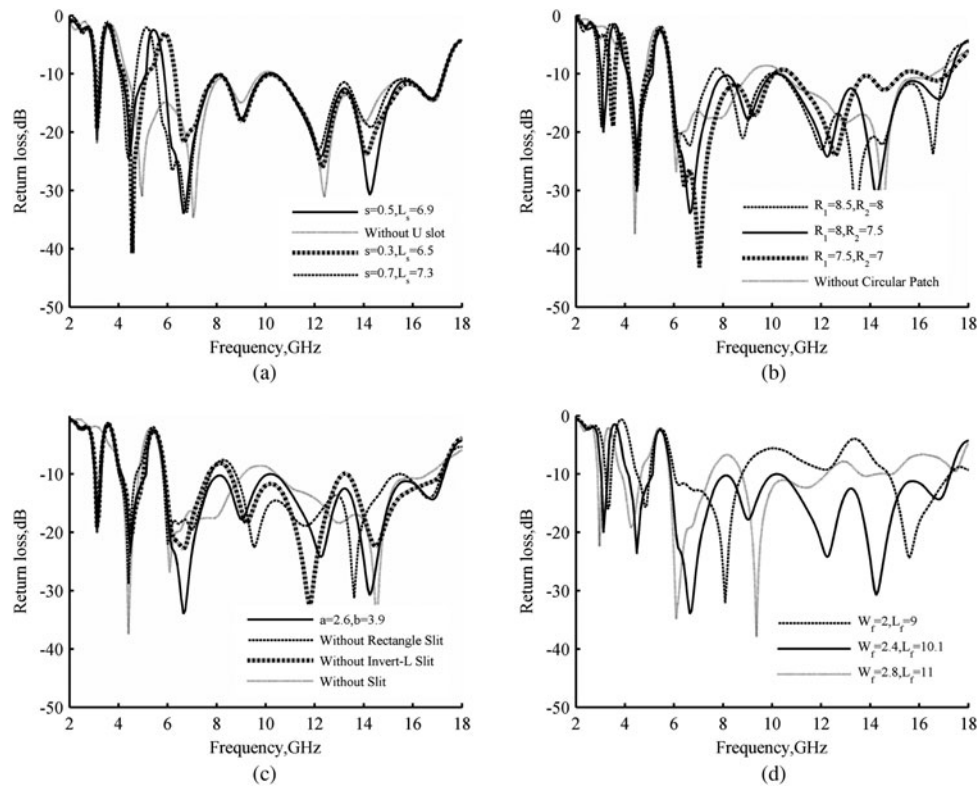 0
-10
-20
-30
-40
-50
Return loss,dB
s=0.5,Ls=6.9
Without U slot
s=0.3,Ls=6.5
s=0.7,Ls=7.3
2 4 6 8 10 12 14 16 18
Frequency,GHz
(a)
0
-10
-20
-30
-40
-50
Return loss,dB
R1=8.5,R2=8
R1=8,R2=7.5
R1=7.5,R2=7
Without Circular Patch
2 4 6 8 10 12 14 16 18
Frequency,GHz
(b)
0
-10
-20
-30
-40
-50
Return loss,dB
a=2.6,b=3.9
Without Rectangle Slit
Without Invert-L Slit
Without Slit
2 4 6 8 10 12 14 16 18
Frequency,GHz
(c)
0
-10
-20
-30
-40
-50
Return loss,dB
Wf=2,Lf=9
Wf=2.4,Lf=10.1
Wf=2.8,Lf=11
2 4 6 8 10 12 14 16 18
Frequency,GHz
(d)